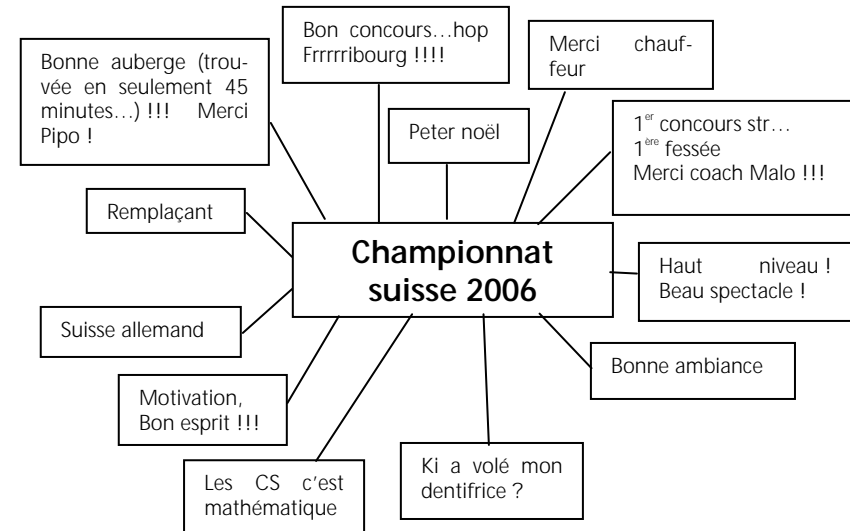 Bon concours…hop
Frrrrribourg !!!!
Merci chauf-
feur
Bonne auberge (trou-
vée en seulement 45
minutes…) !!! Merci
Pipo !
Peter noël
1er concours str…
1ère fessée
Merci coach Malo !!!
Remplaçant
Championnat
suisse 2006
Haut niveau !
Beau spectacle !
Suisse allemand
Bonne ambiance
Motivation,
Bon esprit !!!
Les CS c'est
mathématique
Ki a volé mon
dentifrice ?